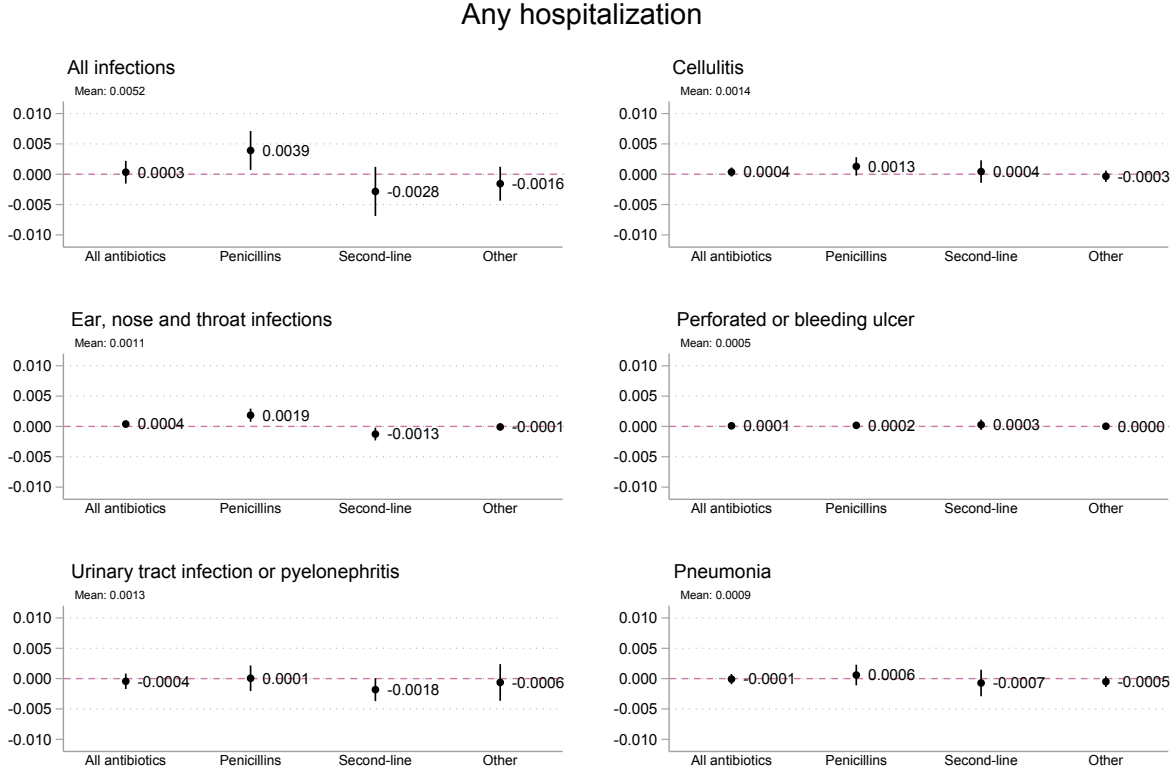 Any hospitalization
All infections
Mean: 0.0052
0.010
0.005
0.000
-0.005
-0.010
0.0003
0.0039
-0.0028
-0.0016
All antibiotics Penicillins Second-line Other
Cellulitis
Mean: 0.0014
0.010
0.005
0.000
-0.005
-0.010
0.0004
0.0013
0.0004
-0.0003
All antibiotics Penicillins Second-line Other
Ear, nose and throat infections
Mean: 0.0011
0.010
0.005
0.000
-0.005
-0.010
0.0004
0.0019
-0.0013
-0.0001
All antibiotics Penicillins Second-line Other
Perforated or bleeding ulcer
Mean: 0.0005
0.010
0.005
0.000
-0.005
-0.010
0.0001
0.0002
0.0003
0.0000
All antibiotics Penicillins Second-line Other
Urinary tract infection or pyelonephritis
Mean: 0.0013
0.010
0.005
0.000
-0.005
-0.010
-0.0004
0.0001
-0.0018
-0.0006
All antibiotics Penicillins Second-line Other
Pneumonia
Mean: 0.0009
0.010
0.005
0.000
-0.005
-0.010
-0.0001
0.0006
-0.0007
-0.0005
All antibiotics Penicillins Second-line Other